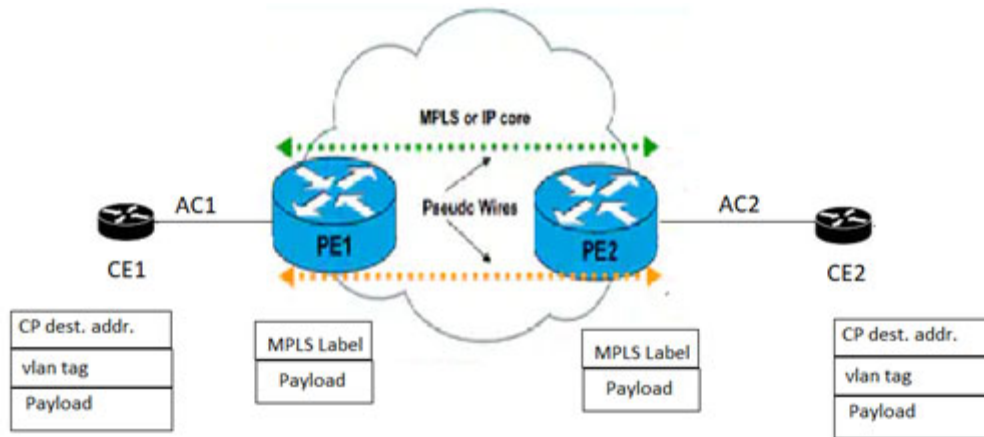 MPLS or IP core
AC1
Pseudo Wires
AC2
PE1
PE2
CE1
CE2
CP dest. addr.
vlan tag
Payload
MPLS Label
Payload
MPLS Label
Payload
CP dest. addr.
vlan tag
Payload